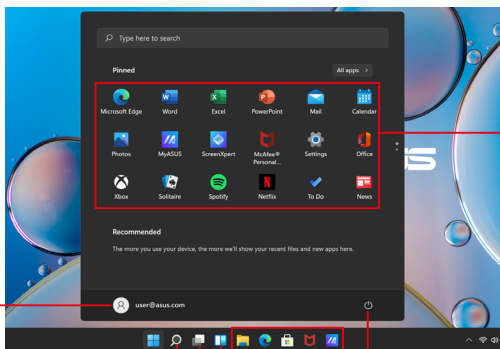 Type here to search
Pinned
All apps >
Microsoft Edge
Word
Excel
PowerPoint
Mail
Calendar
Photos
MyASUS
ScreenXpert
McAfee®
Personal...
Settings
Office
Xbox
Solitaire
Spotify
Netflix
To Do
News
Recommended
The more you use your device, the more we'll show your recent files and new apps here.
user@asus.com